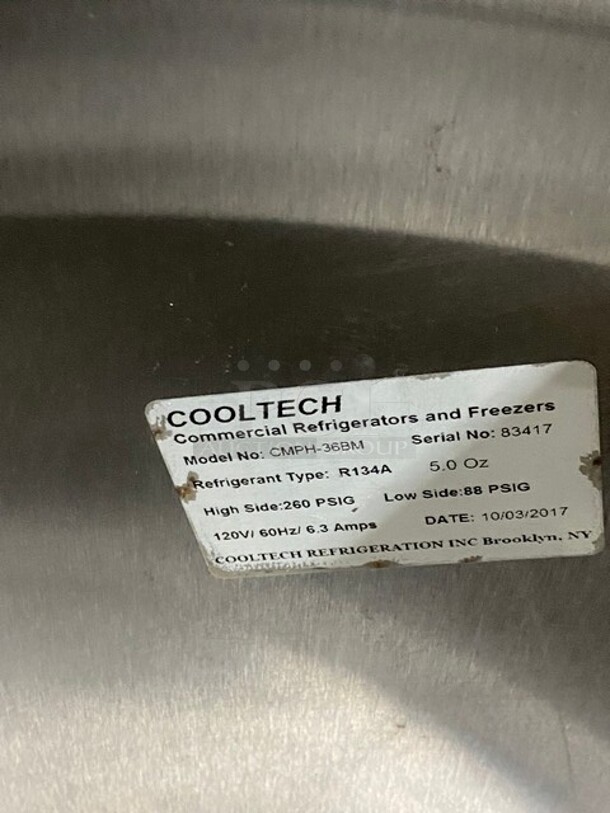 COOLTECH
Commercial Refrigerators and Freezers
Model No: CMPH-36BM Serial No: 83417
Refrigerant Type: R134A 5.0 Oz
High Side:260 PSIG Low Side:88 PSIG
120V/ 60Hz/ 6.3 Amps DATE: 10/03/2017
COOLTECH REFRIGERATION INC Brooklyn, NY